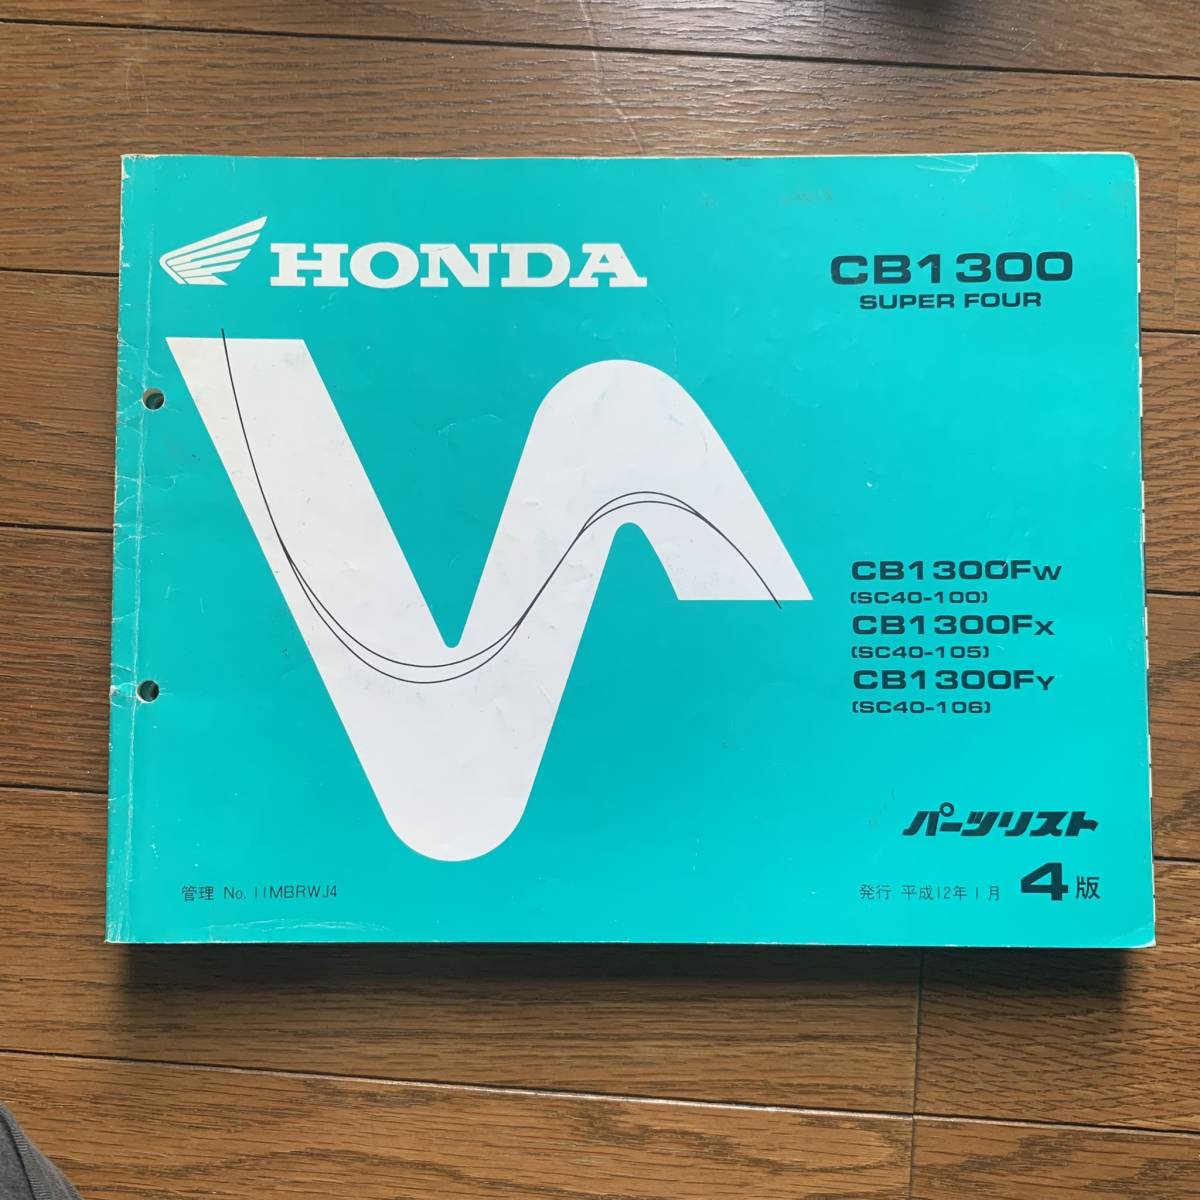 HONDA
CB1300
SUPER FOUR
CB1300FW
(SC40-100)
CB1300FX
(SC40-105)
CB1300FY
(SC40-106)
パーツリスト
管理 No. 11MBRWJ4
発行 平成12年1月 4版